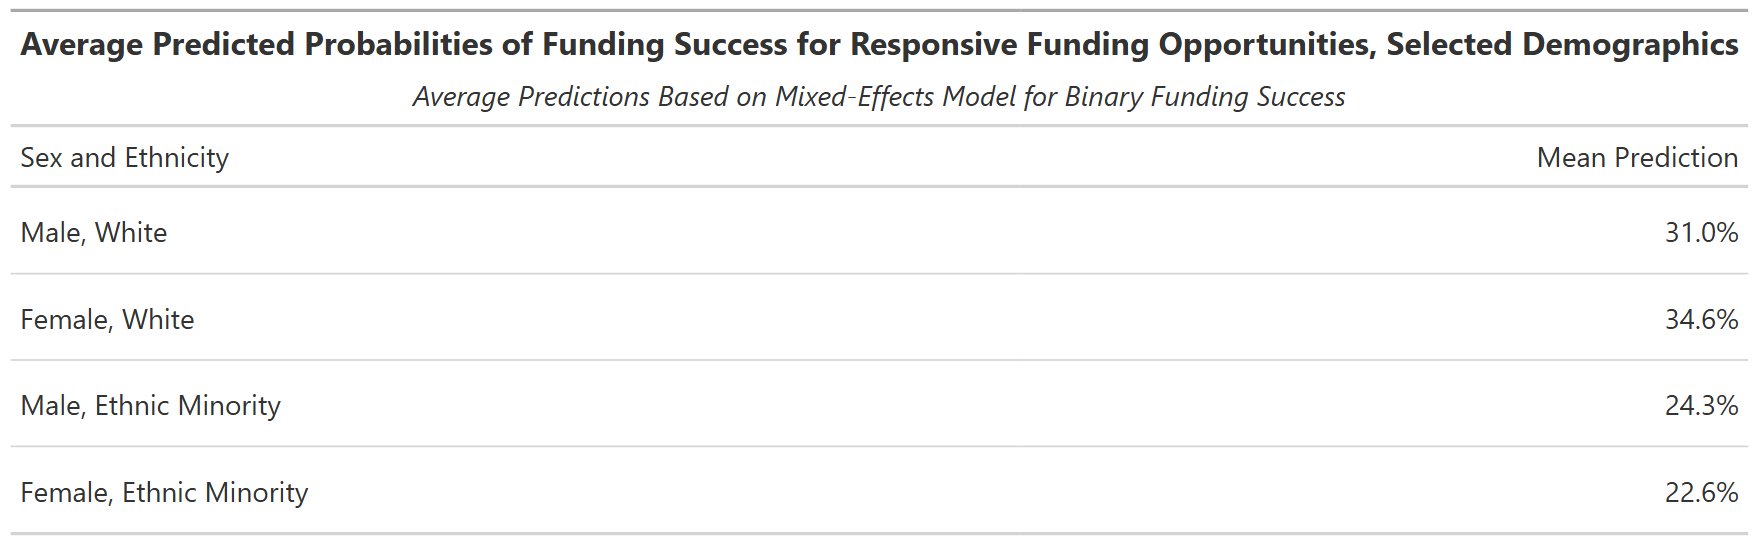 Average Predicted Probabilities of Funding Success for Responsive Funding Opportunities, Selected Demographics
Average Predictions Based on Mixed-Effects Model for Binary Funding Success
Sex and Ethnicity Mean Prediction
Male, White 31.0%
Female, White 34.6%
Male, Ethnic Minority 24.3%
Female, Ethnic Minority 22.6%